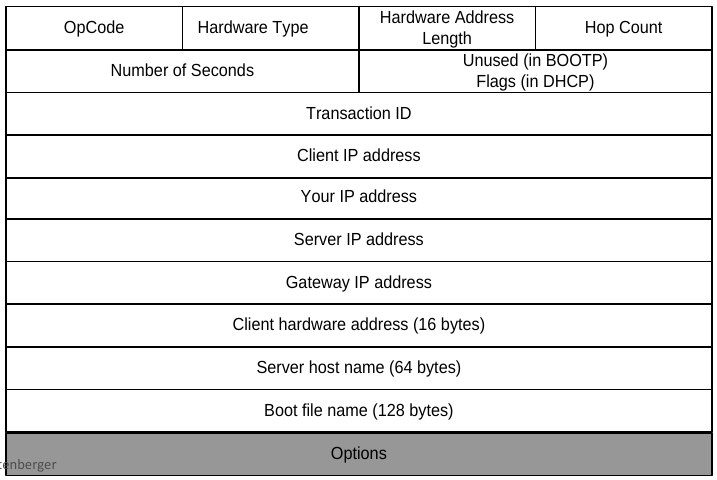 OpCode
Hardware Type
Hardware Address
Length
Hop Count
Number of Seconds
Unused (in BOOTP)
Flags (in DHCP)
Transaction ID
Client IP address
Your IP address
Server IP address
Gateway IP address
Client hardware address (16 bytes)
Server host name (64 bytes)
Boot file name (128 bytes)
Options